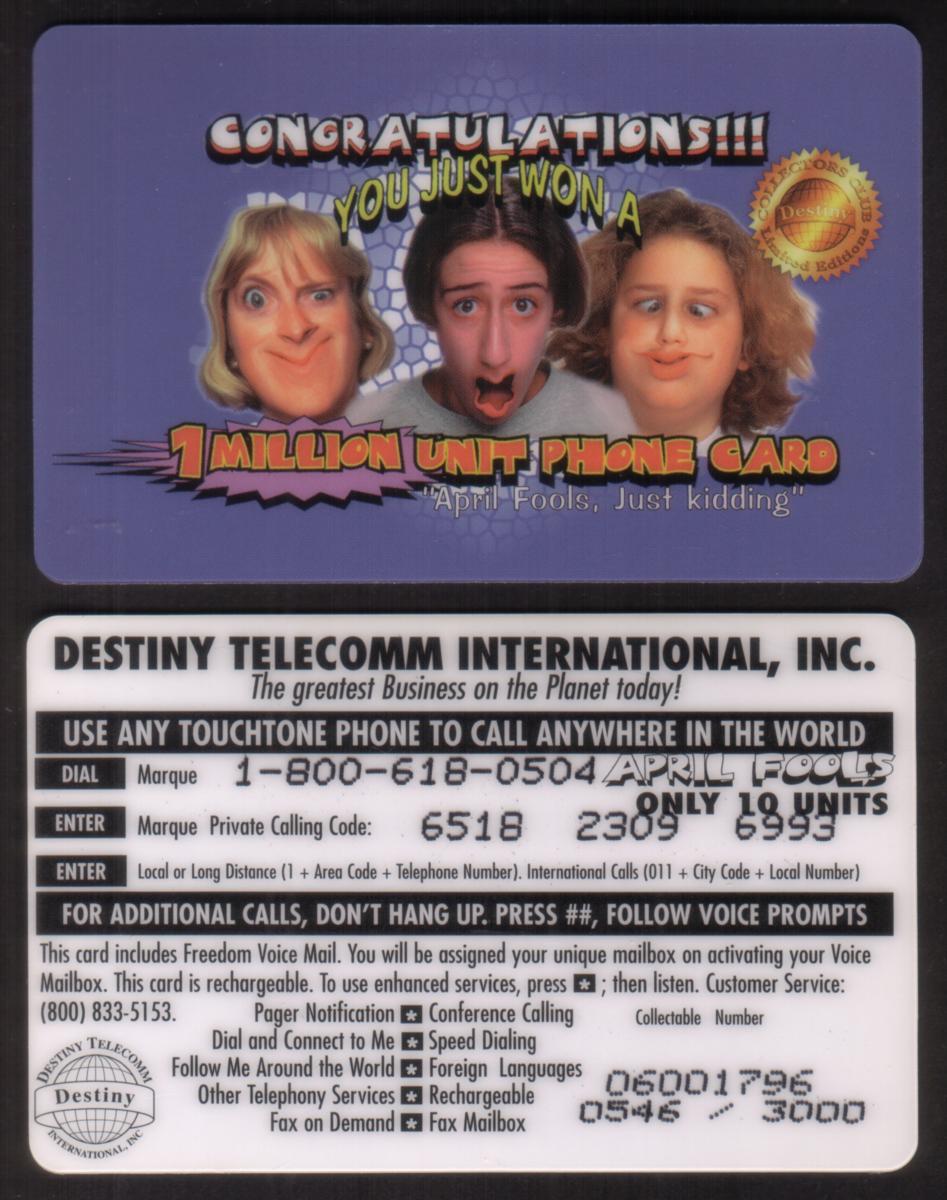 CONGRATULATIONS!!!
YOU JUST WON A
COLLECTORS CLUB
Destiny
Limited Editions
1 MILLION UNIT PHONE CARD
"April Fools, Just kidding"
DESTINY TELECOMM INTERNATIONAL, INC.
The greatest Business on the Planet today!
USE ANY TOUCHTONE PHONE TO CALL ANYWHERE IN THE WORLD
DIAL Marque 1-800-618-0504 APRIL FOOLS
ONLY 10 UNITS
ENTER Marque Private Calling Code: 6518 2309 6993
ENTER Local or Long Distance (1 + Area Code + Telephone Number). International Calls (011 + City Code + Local Number)
FOR ADDITIONAL CALLS, DON'T HANG UP. PRESS ##, FOLLOW VOICE PROMPTS
This card includes Freedom Voice Mail. You will be assigned your unique mailbox on activating your Voice
Mailbox. This card is rechargeable. To use enhanced services, press * ; then listen. Customer Service:
(800) 833-5153. Pager Notification * Conference Calling Collectable Number
Dial and Connect to Me * Speed Dialing
Follow Me Around the World * Foreign Languages
Other Telephony Services * Rechargeable
Fax on Demand * Fax Mailbox
06001796
0546 / 3000
DESTINY TELECOMM
Destiny
INTERNATIONAL, INC